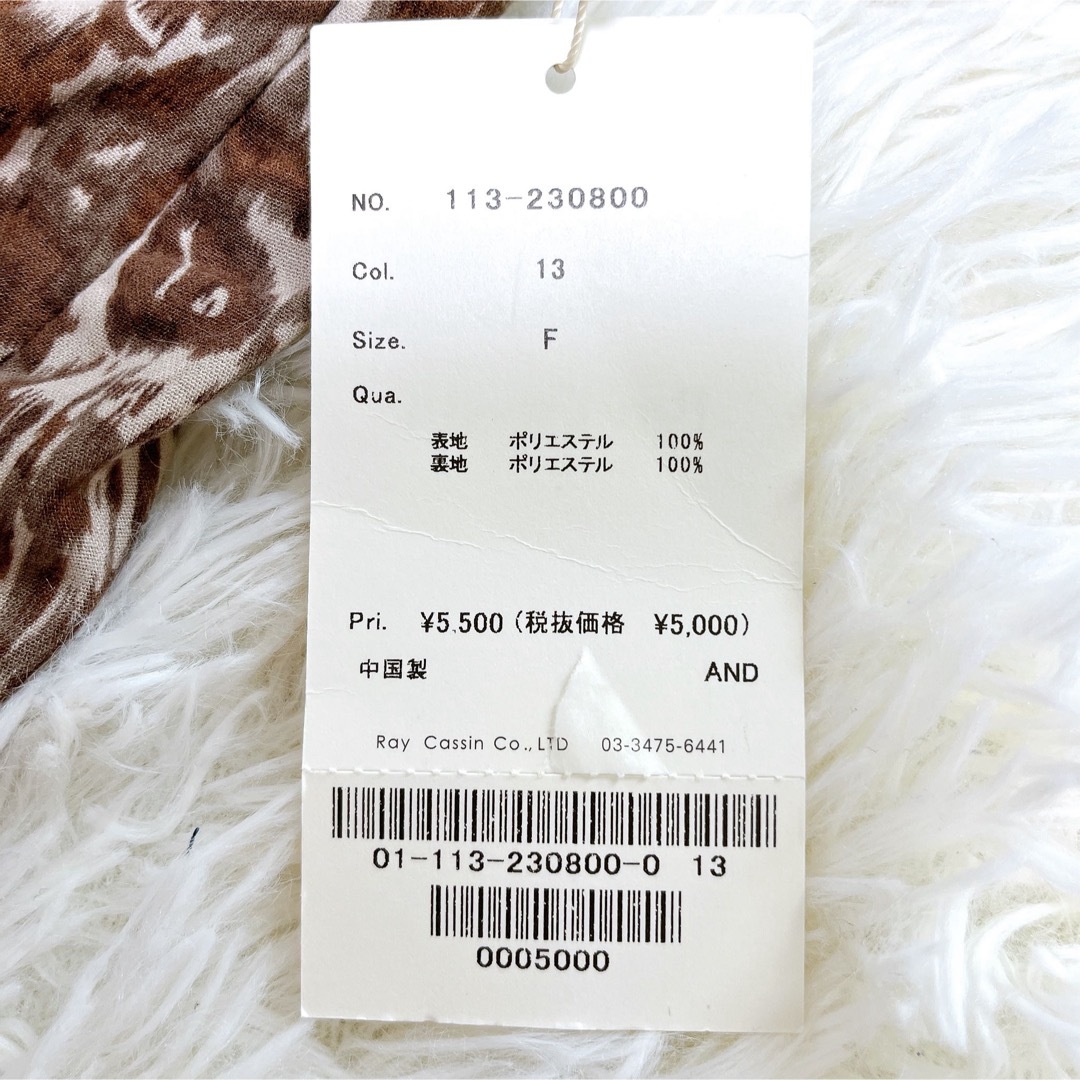 NO. 113-230800
Col. 13
Size. F
Qua.
表地 ポリエステル 100%
裏地 ポリエステル 100%
Pri. ¥5,500（税抜価格 ¥5,000）
中国製 AND
Ray Cassin Co.,LTD 03-3475-6441
01-113-230800-0 13
0005000